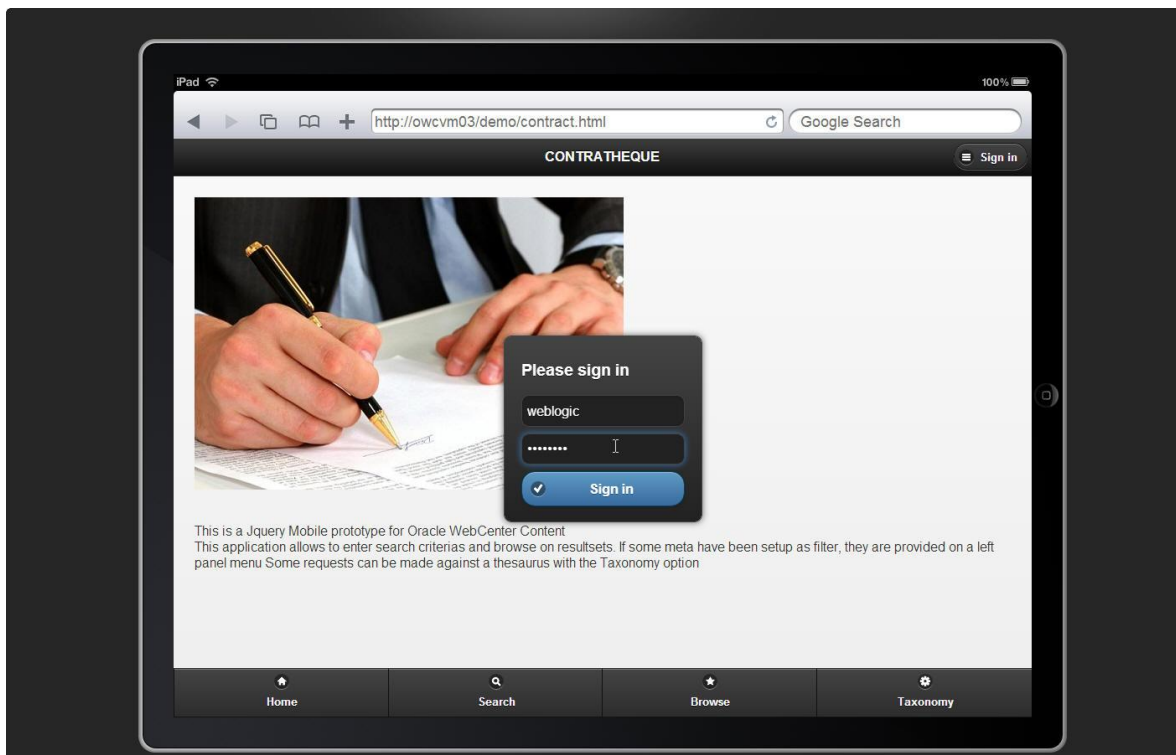 iPad
100%
http://owcvm03/demo/contract.html
Google Search
CONTRATHEQUE
Sign in
Please sign in
weblogic
••••••••
Sign in
This is a Jquery Mobile prototype for Oracle WebCenter Content
This application allows to enter search criterias and browse on resultsets. If some meta have been setup as filter, they are provided on a left
panel menu Some requests can be made against a thesaurus with the Taxonomy option
Home
Search
Browse
Taxonomy